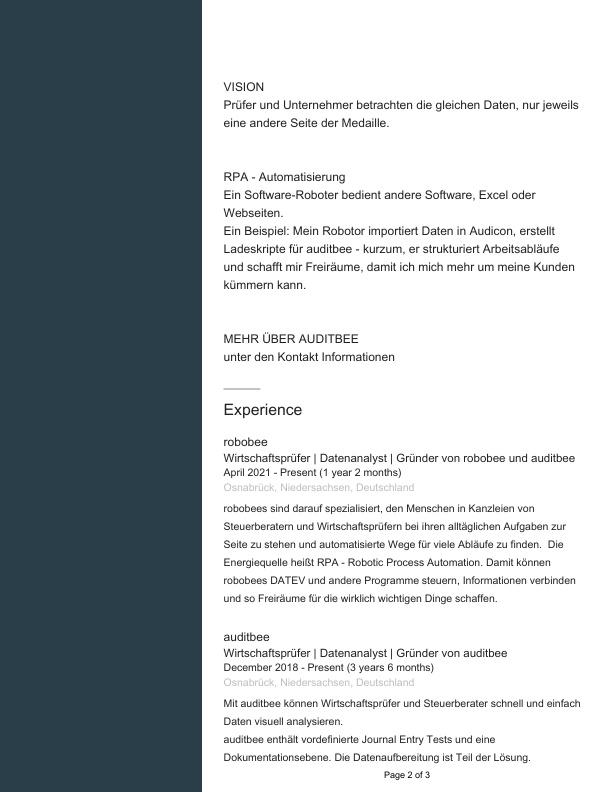 VISION
Prüfer und Unternehmer betrachten die gleichen Daten, nur jeweils
eine andere Seite der Medaille.
RPA - Automatisierung
Ein Software-Roboter bedient andere Software, Excel oder
Webseiten.
Ein Beispiel: Mein Robotor importiert Daten in Audicon, erstellt
Ladeskripte für auditbee - kurzum, er strukturiert Arbeitsabläufe
und schafft mir Freiräume, damit ich mich mehr um meine Kunden
kümmern kann.
MEHR ÜBER AUDITBEE
unter den Kontakt Informationen
Experience
robobee
Wirtschaftsprüfer | Datenanalyst | Gründer von robobee und auditbee
April 2021 - Present (1 year 2 months)
Osnabrück, Niedersachsen, Deutschland
robobees sind darauf spezialisiert, den Menschen in Kanzleien von
Steuerberatern und Wirtschaftsprüfern bei ihren alltäglichen Aufgaben zur
Seite zu stehen und automatisierte Wege für viele Abläufe zu finden.  Die
Energiequelle heißt RPA - Robotic Process Automation. Damit können
robobees DATEV und andere Programme steuern, Informationen verbinden
und so Freiräume für die wirklich wichtigen Dinge schaffen.
auditbee
Wirtschaftsprüfer | Datenanalyst | Gründer von auditbee
December 2018 - Present (3 years 6 months)
Osnabrück, Niedersachsen, Deutschland
Mit auditbee können Wirtschaftsprüfer und Steuerberater schnell und einfach
Daten visuell analysieren.
auditbee enthält vordefinierte Journal Entry Tests und eine
Dokumentationsebene. Die Datenaufbereitung ist Teil der Lösung.
Page 2 of 3